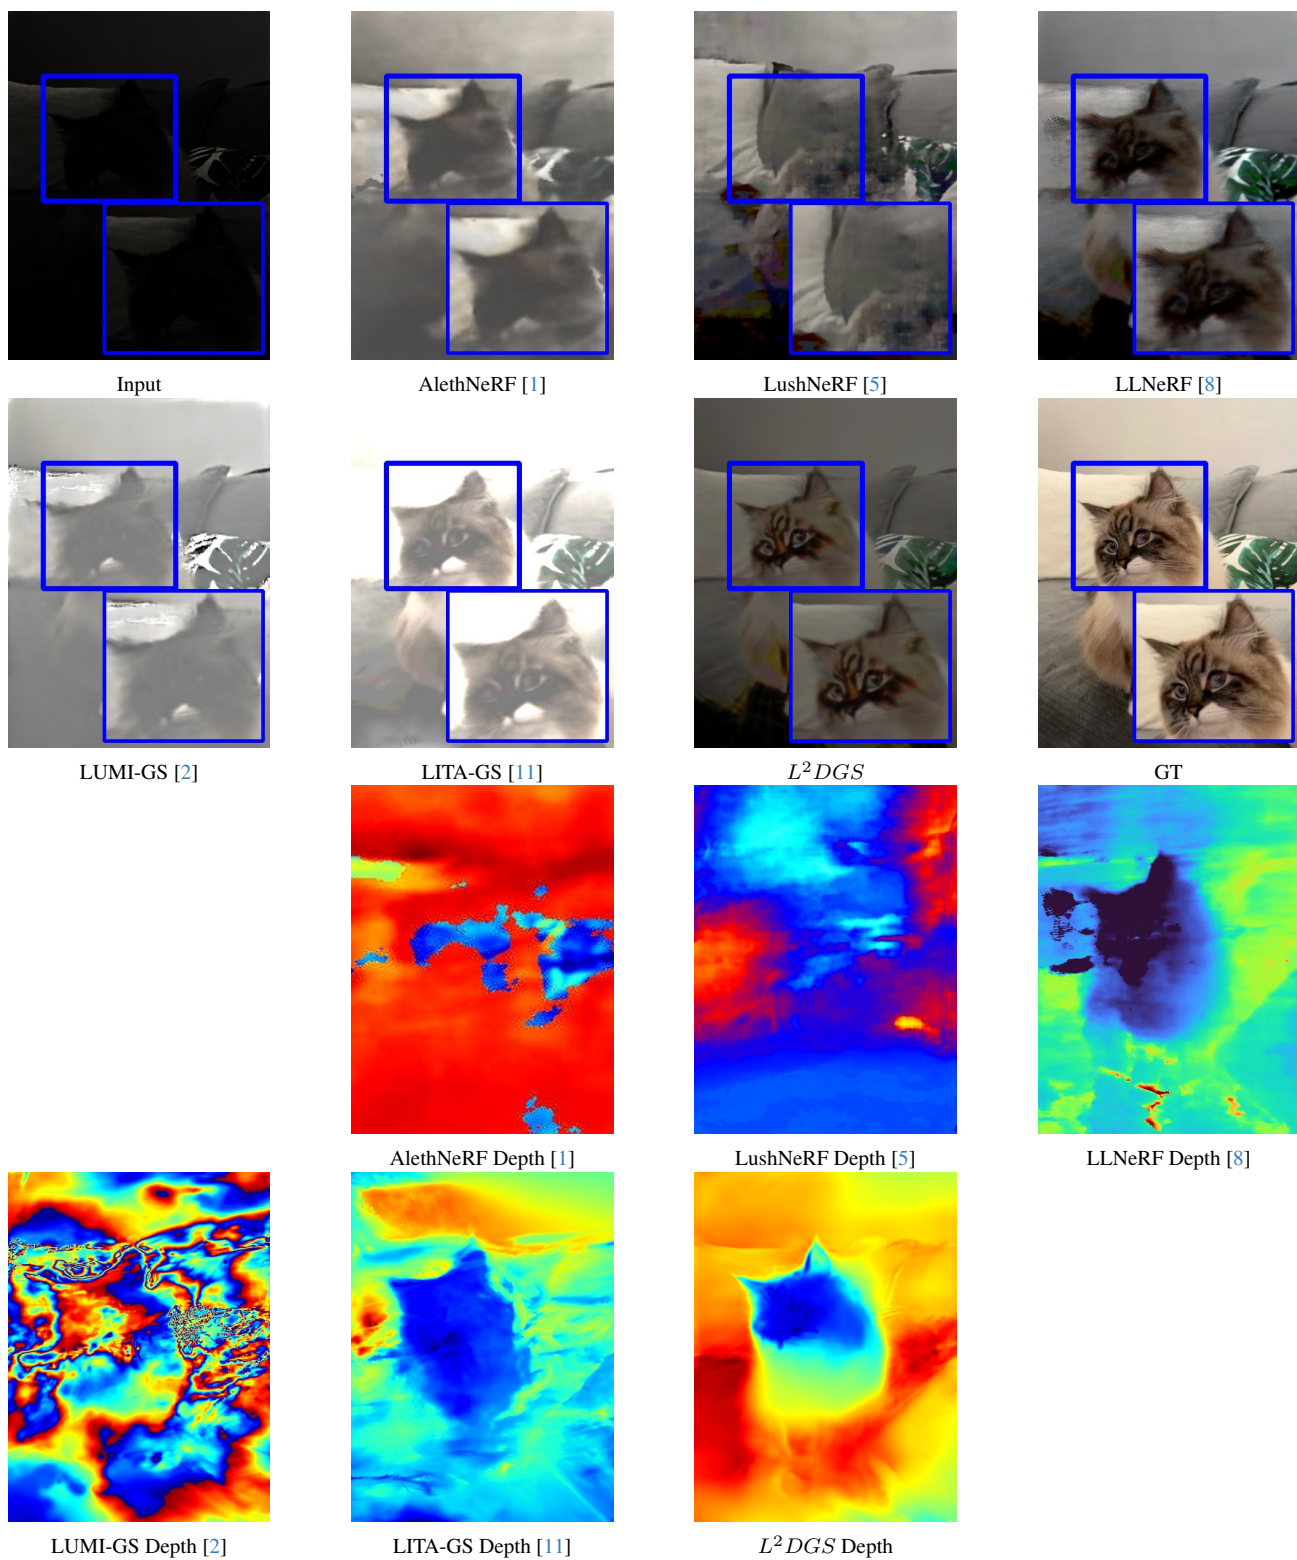 Input
AlethNeRF [1]
LushNeRF [5]
LLNeRF [8]
LUMI-GS [2]
LITA-GS [11]
L²DGS
GT
AlethNeRF Depth [1]
LushNeRF Depth [5]
LLNeRF Depth [8]
LUMI-GS Depth [2]
LITA-GS Depth [11]
L²DGS Depth